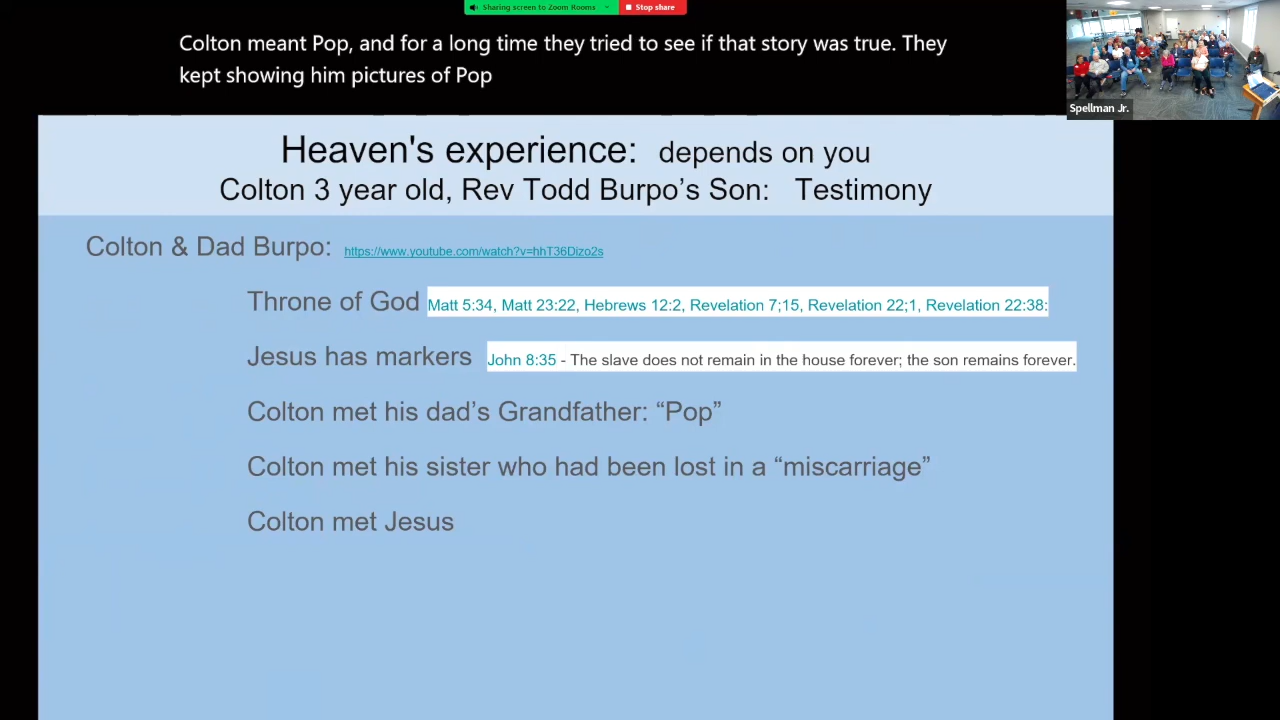 Sharing screen to Zoom Rooms
Stop share
Colton meant Pop, and for a long time they tried to see if that story was true. They
kept showing him pictures of Pop
Spellman Jr.
Heaven's experience: depends on you
Colton 3 year old, Rev Todd Burpo's Son: Testimony
Colton & Dad Burpo: https://www.youtube.com/watch?v=hhT36Dizo2s
Throne of God Matt 5:34, Matt 23:22, Hebrews 12:2, Revelation 7;15, Revelation 22;1, Revelation 22:38:
Jesus has markers John 8:35 - The slave does not remain in the house forever; the son remains forever.
Colton met his dad's Grandfather: “Pop”
Colton met his sister who had been lost in a “miscarriage”
Colton met Jesus